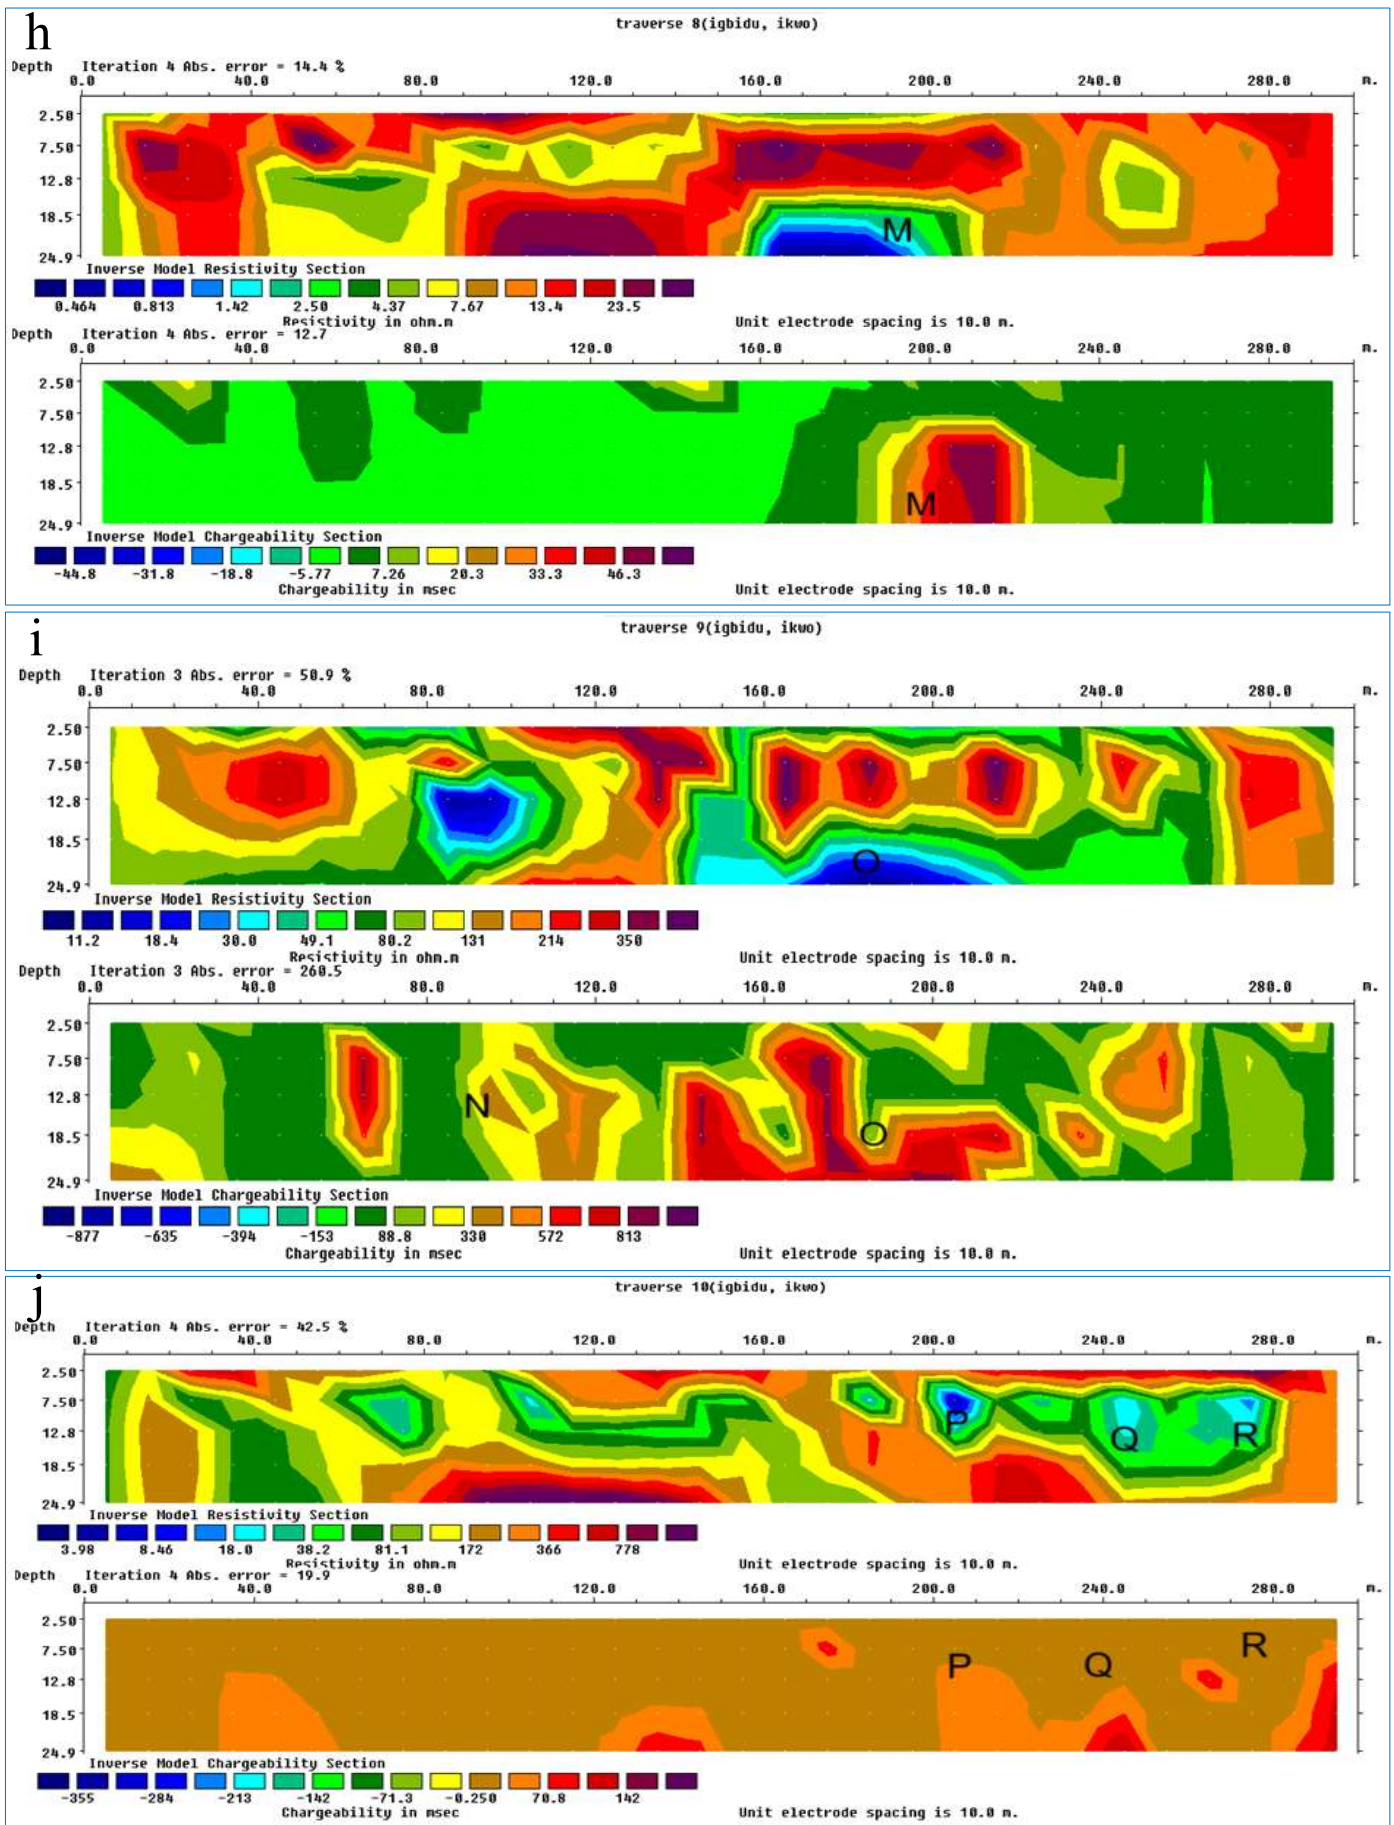 h
traverse 8(igbidu, ikwo)
Depth Iteration 4 Abs. error = 14.4 %
0.0 40.0 80.0 120.0 160.0 200.0 240.0 280.0 m.
2.50
7.50
12.8
18.5
M
24.9
Inverse Model Resistivity Section
0.464 0.813 1.42 2.50 4.37 7.67 13.4 23.5
Resistivity in ohm.m Unit electrode spacing is 10.0 m.
Depth Iteration 4 Abs. error = 12.7
0.0 40.0 80.0 120.0 160.0 200.0 240.0 280.0 m.
2.50
7.50
12.8
18.5
M
24.9
Inverse Model Chargeability Section
-44.8 -31.8 -18.8 -5.77 7.26 20.3 33.3 46.3
Chargeability in msec Unit electrode spacing is 10.0 m.
i
traverse 9(igbidu, ikwo)
Depth Iteration 3 Abs. error = 50.9 %
0.0 40.0 80.0 120.0 160.0 200.0 240.0 280.0 m.
2.50
7.50
12.8
18.5
O
24.9
Inverse Model Resistivity Section
11.2 18.4 30.0 49.1 80.2 131 214 350
Resistivity in ohm.m Unit electrode spacing is 10.0 m.
Depth Iteration 3 Abs. error = 260.5
0.0 40.0 80.0 120.0 160.0 200.0 240.0 280.0 m.
2.50
7.50
12.8 N
18.5 O
24.9
Inverse Model Chargeability Section
-877 -635 -394 -153 88.8 330 572 813
Chargeability in msec Unit electrode spacing is 10.0 m.
j
traverse 10(igbidu, ikwo)
Depth Iteration 4 Abs. error = 42.5 %
0.0 40.0 80.0 120.0 160.0 200.0 240.0 280.0 m.
2.50
7.50
12.8 P Q R
18.5
24.9
Inverse Model Resistivity Section
3.98 8.46 18.0 38.2 81.1 172 366 778
Resistivity in ohm.m Unit electrode spacing is 10.0 m.
Depth Iteration 4 Abs. error = 19.9
0.0 40.0 80.0 120.0 160.0 200.0 240.0 280.0 m.
2.50
7.50 P Q R
12.8
18.5
24.9
Inverse Model Chargeability Section
-355 -284 -213 -142 -71.3 -0.250 70.8 142
Chargeability in msec Unit electrode spacing is 10.0 m.